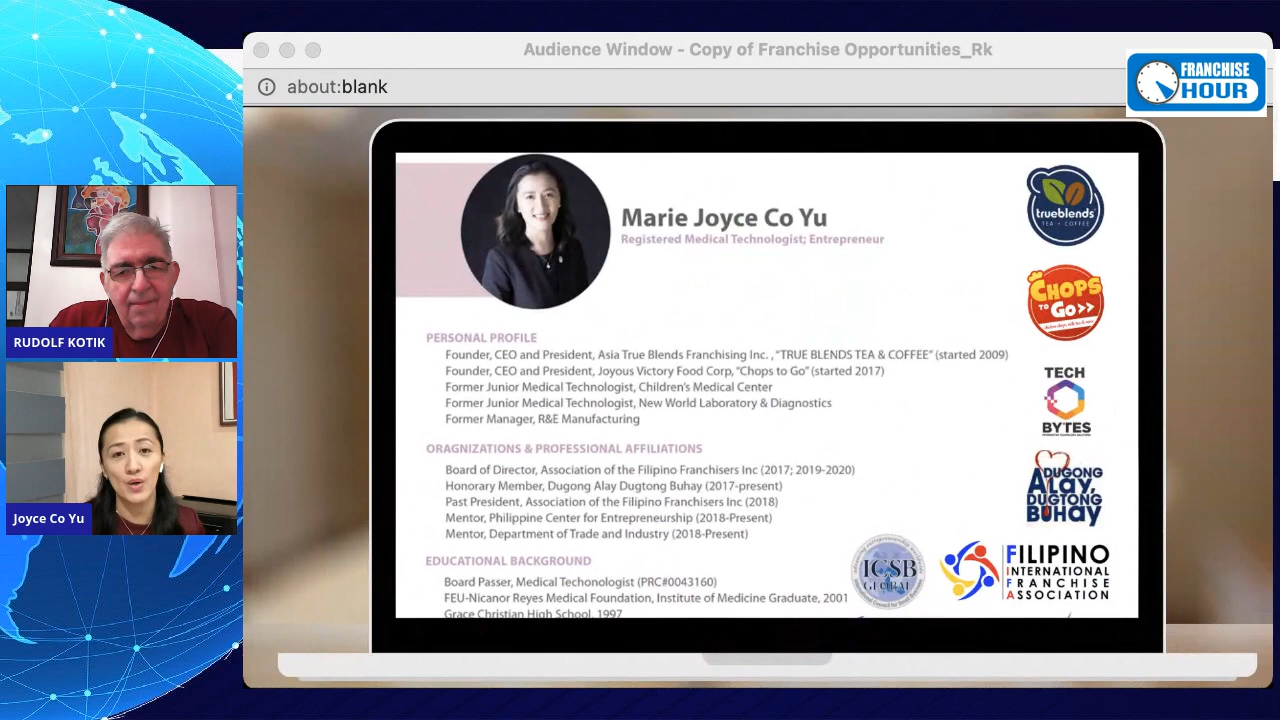 Audience Window - Copy of Franchise Opportunities_Rk
about:blank
FRANCHISE
HOUR
RUDOLF KOTIK
Joyce Co Yu
Marie Joyce Co Yu
Registered Medical Technologist; Entrepreneur
PERSONAL PROFILE
Founder, CEO and President, Asia True Blends Franchising Inc. , “TRUE BLENDS TEA & COFFEE” (started 2009)
Founder, CEO and President, Joyous Victory Food Corp, “Chops to Go” (started 2017)
Former Junior Medical Technologist, Children's Medical Center
Former Junior Medical Technologist, New World Laboratory & Diagnostics
Former Manager, R&E Manufacturing
ORAGNIZATIONS & PROFESSIONAL AFFILIATIONS
Board of Director, Association of the Filipino Franchisers Inc (2017; 2019-2020)
Honorary Member, Dugong Alay Dugtong Buhay (2017-present)
Past President, Association of the Filipino Franchisers Inc (2018)
Mentor, Philippine Center for Entrepreneurship (2018-Present)
Mentor, Department of Trade and Industry (2018-Present)
EDUCATIONAL BACKGROUND
Board Passer, Medical Techonologist (PRC#0043160)
FEU-Nicanor Reyes Medical Foundation, Institute of Medicine Graduate, 2001
Grace Christian High School, 1997
trueblends
TEA + COFFEE
CHOPS
TO GO>>
TECH
BYTES
DUGONG
ALAY,
DUGTONG
BUHAY
ICSB
GLOBAL
FILIPINO
INTERNATIONAL
FRANCHISE
ASSOCIATION